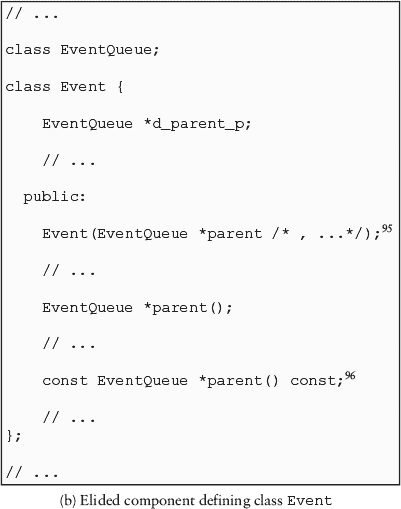 // ...
class EventQueue;
class Event {
EventQueue *d_parent_p;
// ...
public:
Event(EventQueue *parent /* , ...*/);95
// ...
EventQueue *parent();
// ...
const EventQueue *parent() const;96
// ...
};
// ...
(b) Elided component defining class Event